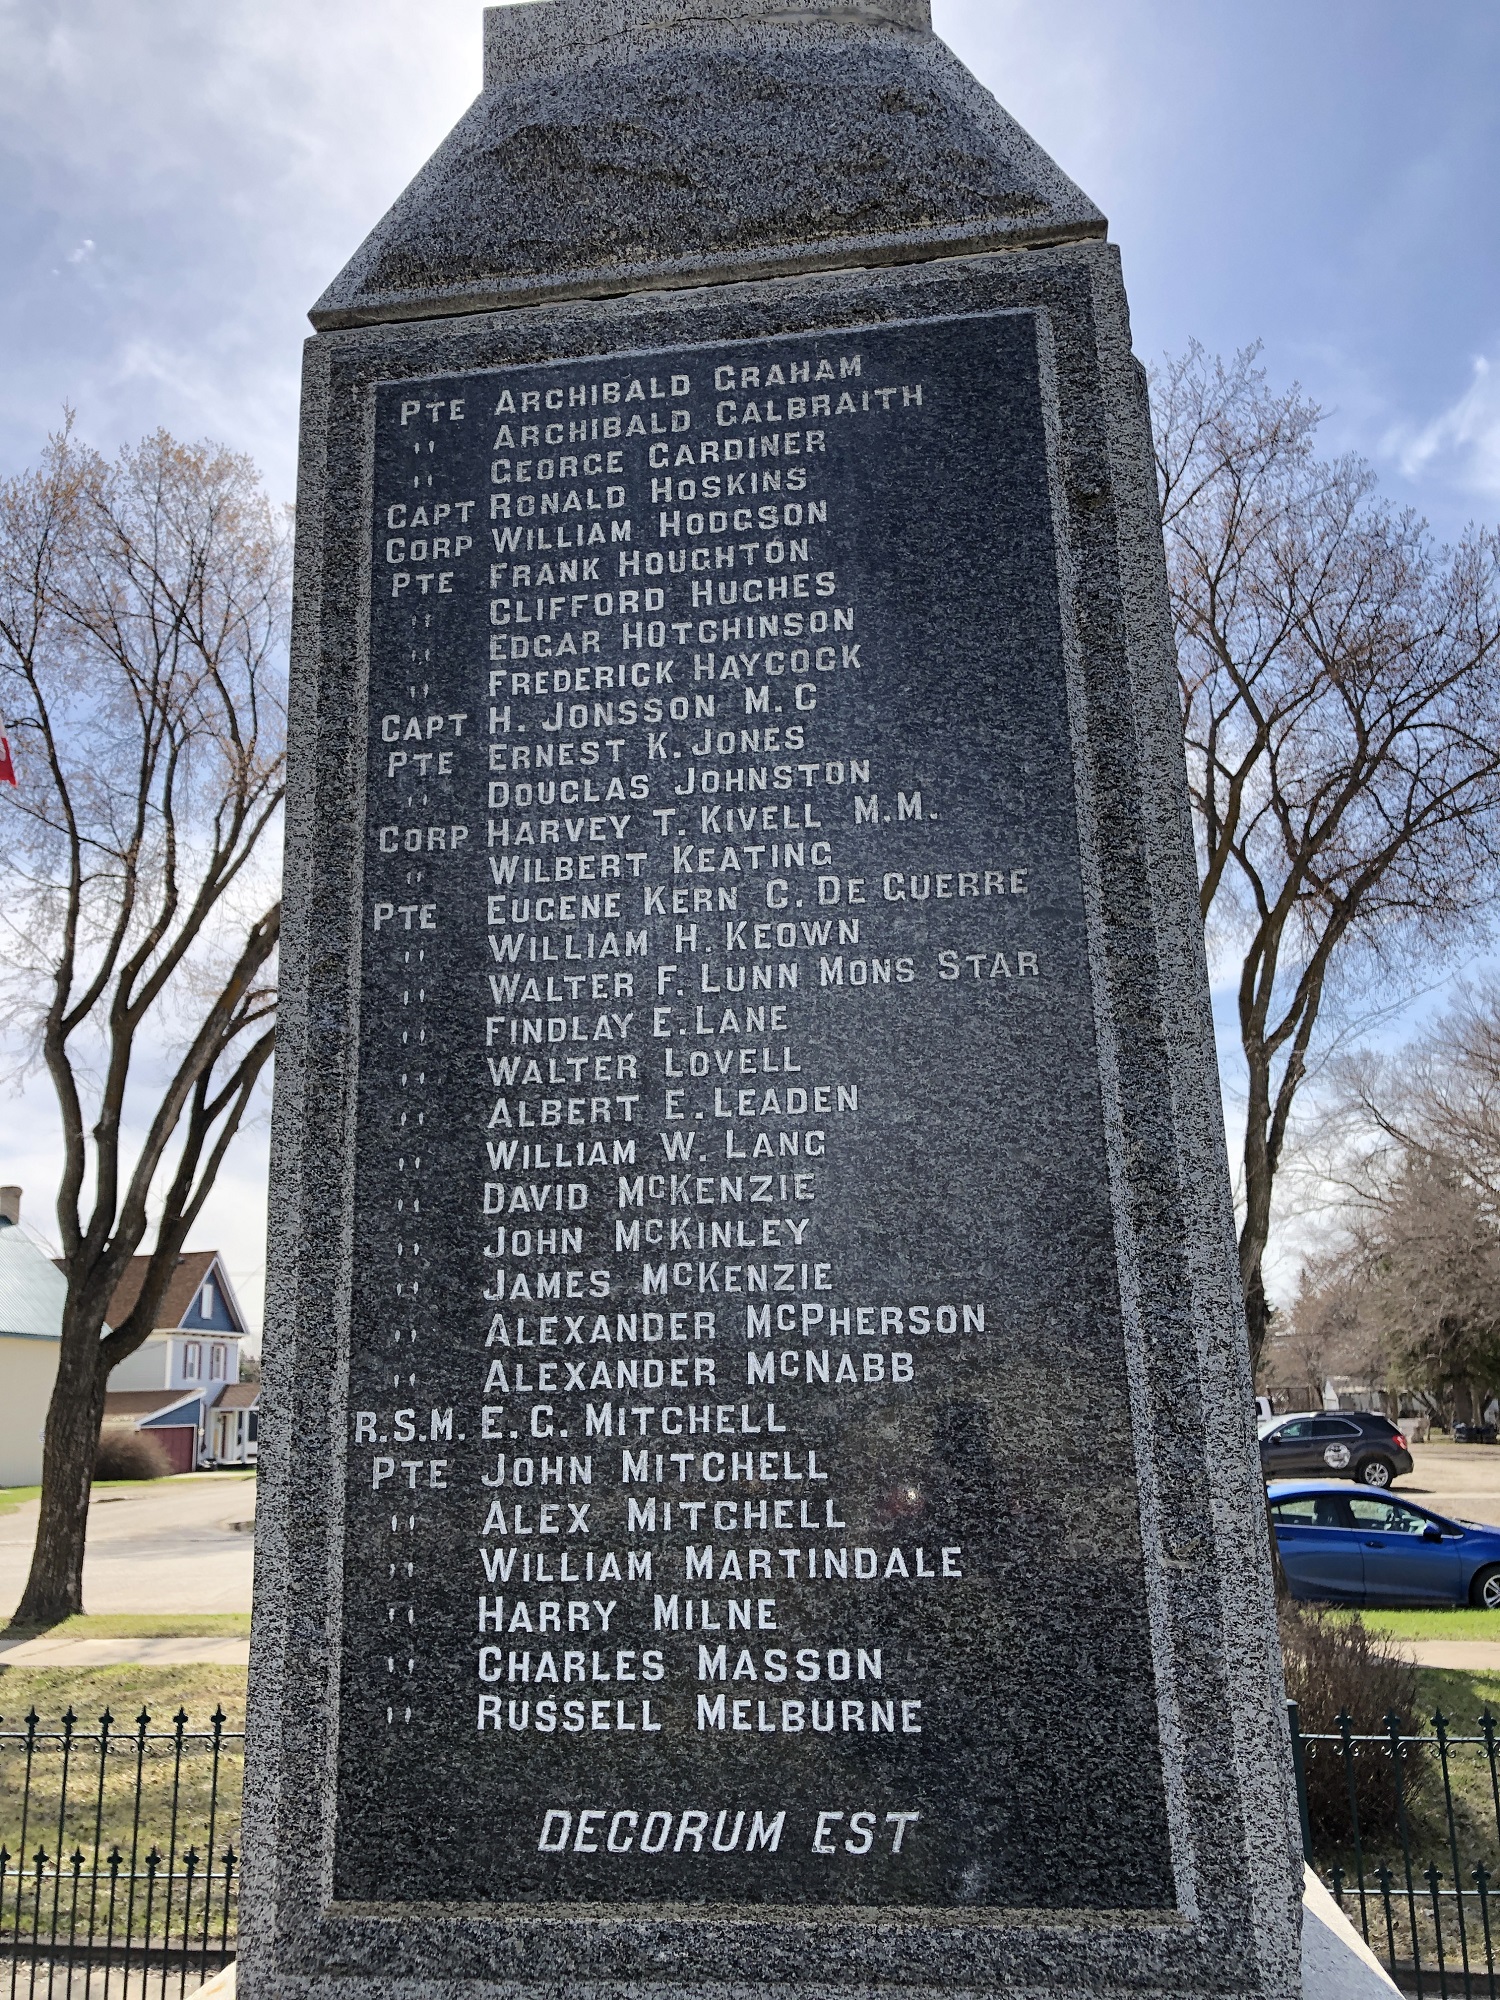 PTE ARCHIBALD GRAHAM
" ARCHIBALD GALBRAITH
" GEORGE GARDINER
CAPT RONALD HOSKINS
CORP WILLIAM HODGSON
PTE FRANK HOUGHTON
" CLIFFORD HUGHES
" EDGAR HOTCHINSON
" FREDERICK HAYCOCK
CAPT H. JONSSON M.C
PTE ERNEST K. JONES
" DOUGLAS JOHNSTON
CORP HARVEY T. KIVELL M.M.
" WILBERT KEATING
PTE EUGENE KERN C. DE GUERRE
" WILLIAM H. KEOWN
" WALTER F. LUNN MONS STAR
" FINDLAY E. LANE
" WALTER LOVELL
" ALBERT E. LEADEN
" WILLIAM W. LANG
" DAVID McKENZIE
" JOHN McKINLEY
" JAMES McKENZIE
" ALEXANDER McPHERSON
" ALEXANDER McNABB
R.S.M. E. G. MITCHELL
PTE JOHN MITCHELL
" ALEX MITCHELL
" WILLIAM MARTINDALE
" HARRY MILNE
" CHARLES MASSON
" RUSSELL MELBURNE
DECORUM EST